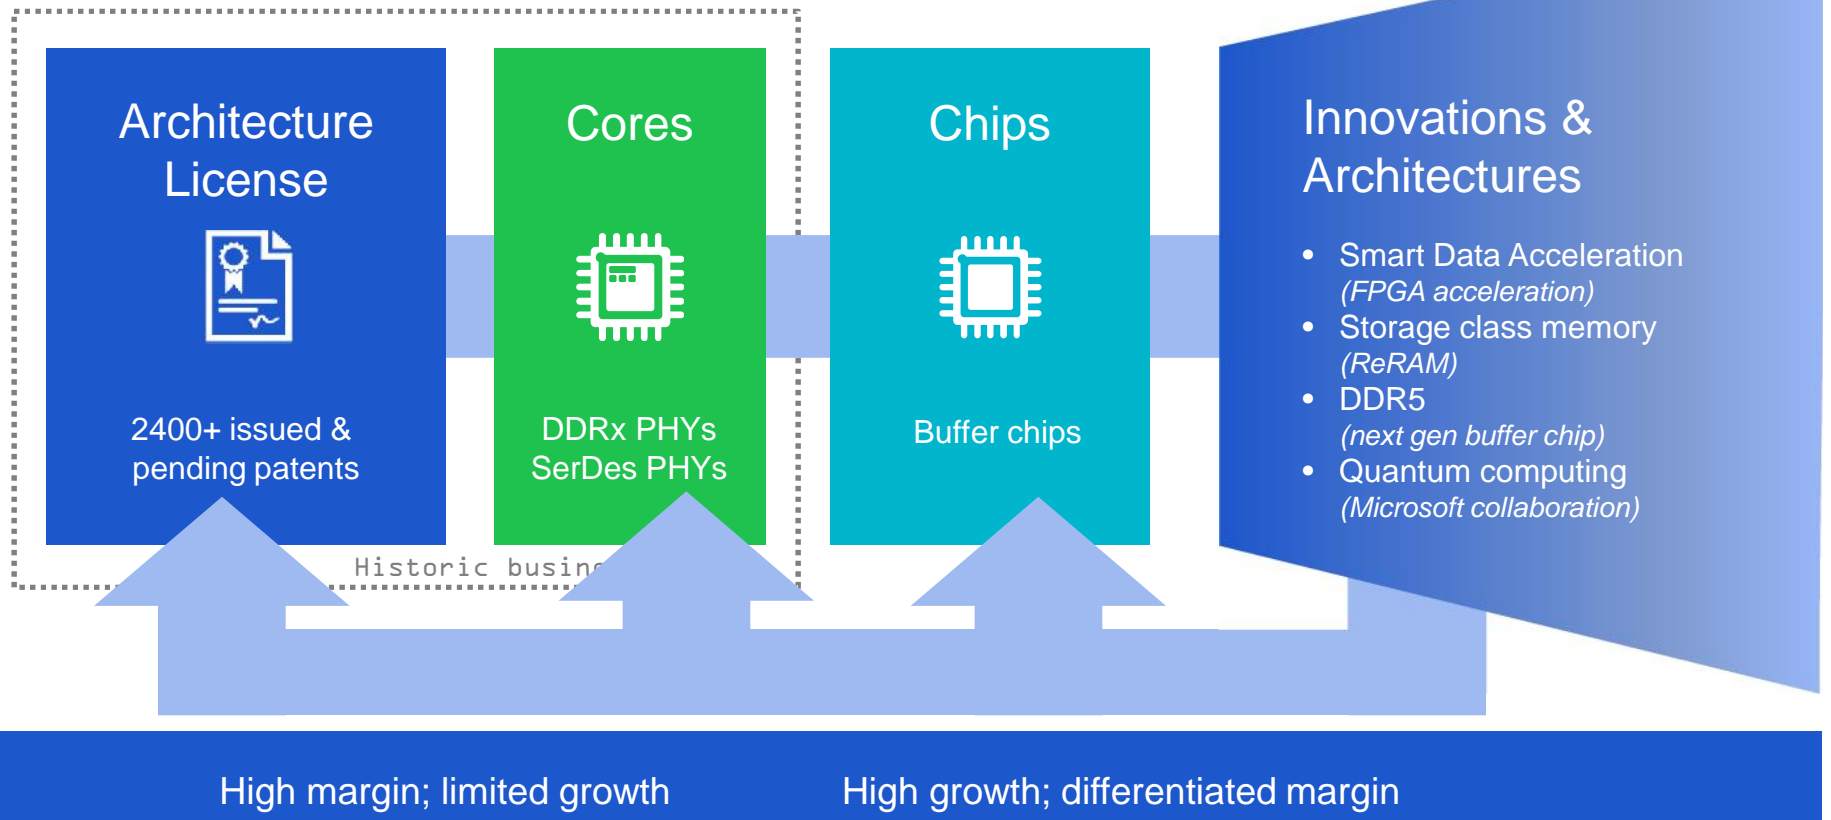 Architecture
License
2400+ issued &
pending patents
Cores
DDRx PHYs
SerDes PHYs
Chips
Buffer chips
Innovations &
Architectures
• Smart Data Acceleration
(FPGA acceleration)
• Storage class memory
(ReRAM)
• DDR5
(next gen buffer chip)
• Quantum computing
(Microsoft collaboration)
Historic
High margin; limited growth
High growth; differentiated margin